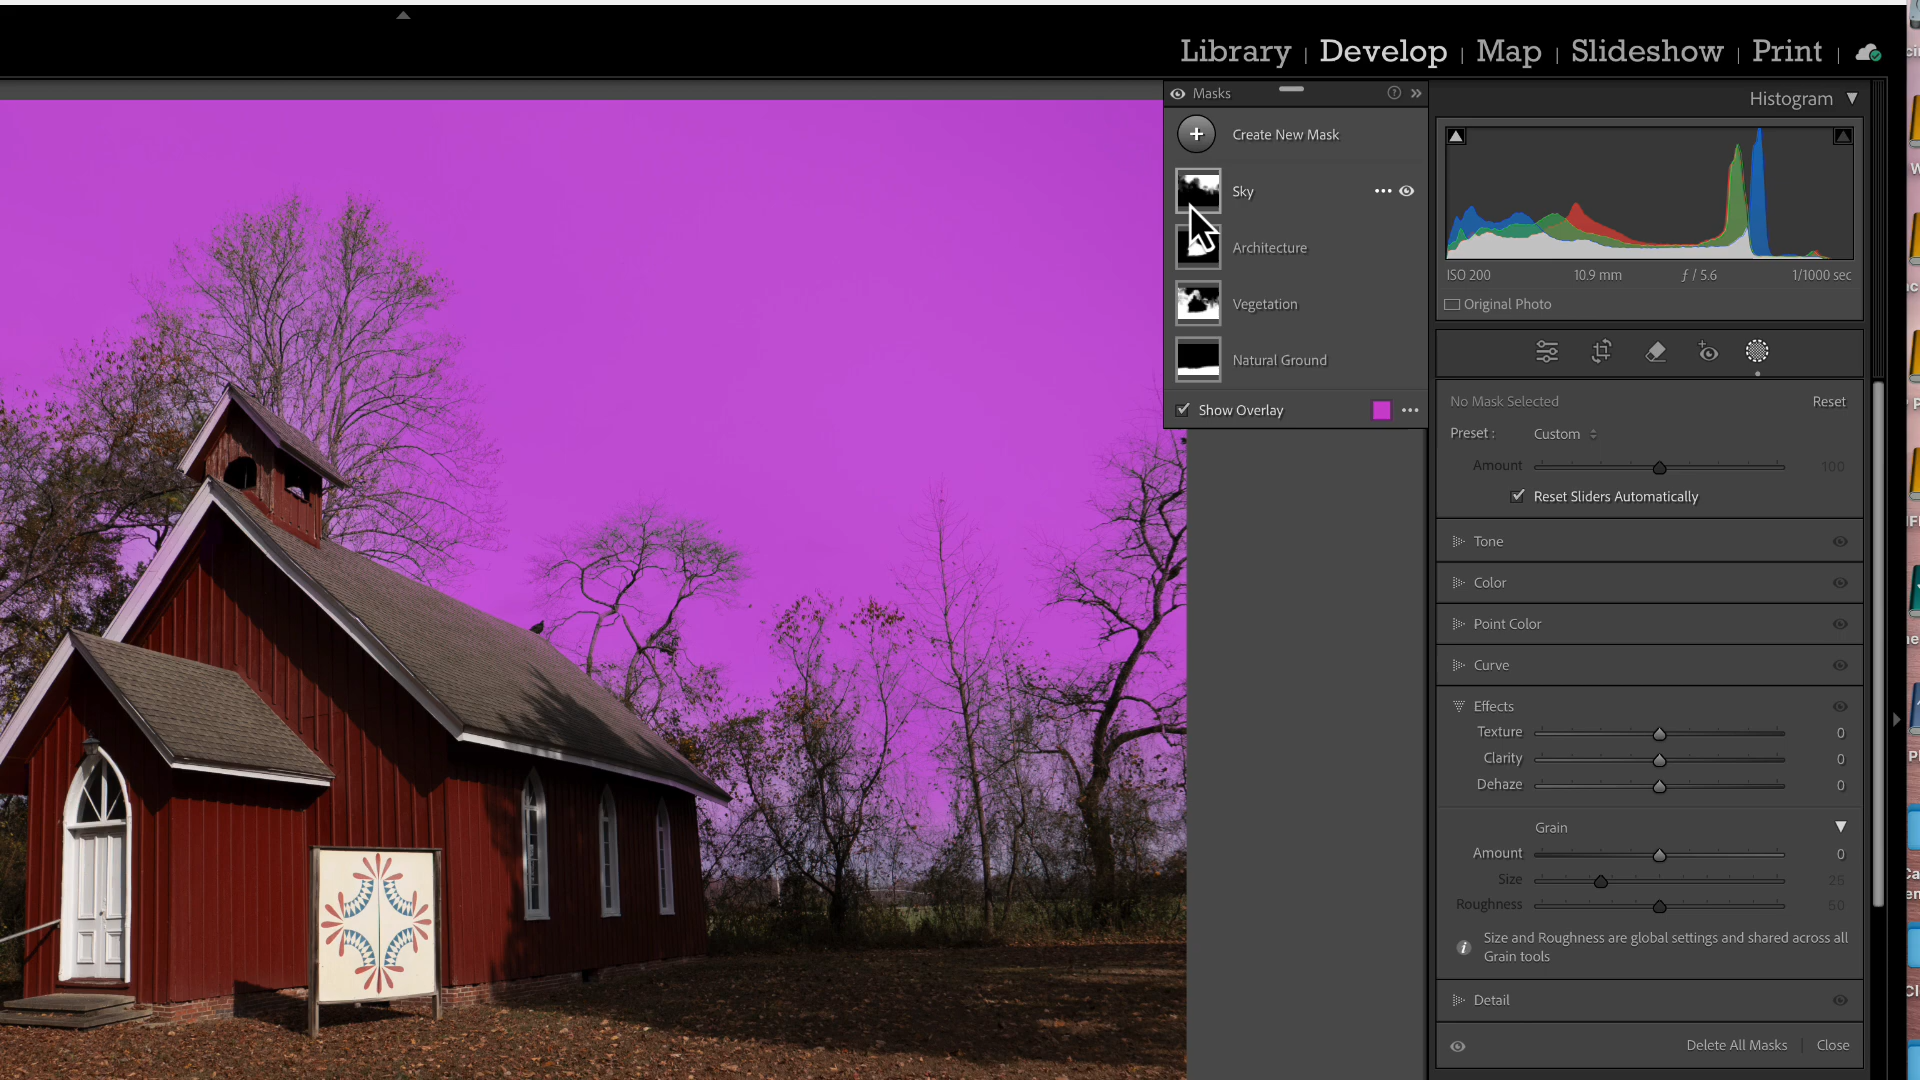 Library | Develop | Map | Slideshow | Print |
Masks
Histogram
Create New Mask
Sky
Architecture
Vegetation
Natural Ground
Show Overlay
ISO 200 10.9 mm ƒ / 5.6 1/1000 sec
Original Photo
No Mask Selected Reset
Preset : Custom
Amount 100
Reset Sliders Automatically
Tone
Color
Point Color
Curve
Effects
Texture 0
Clarity 0
Dehaze 0
Grain
Amount 0
Size 25
Roughness 50
Size and Roughness are global settings and shared across all
Grain tools
Detail
Delete All Masks | Close